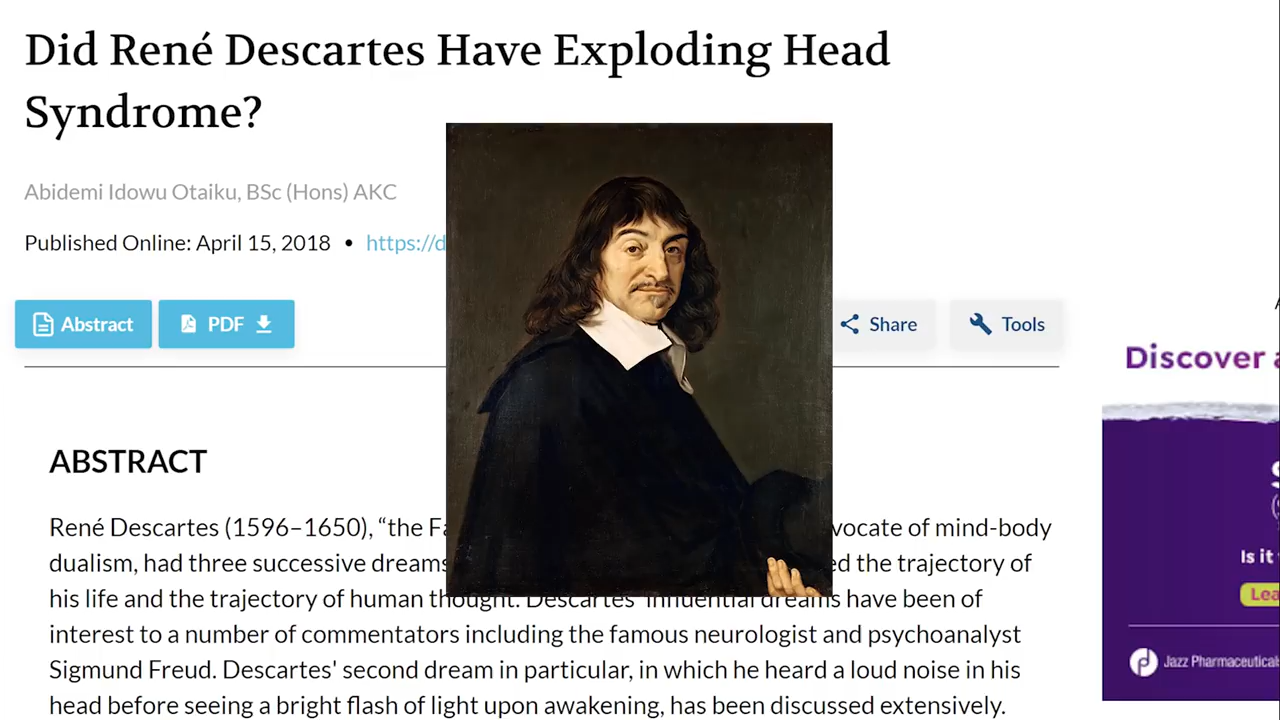 Did René Descartes Have Exploding Head
Syndrome?
Abidemi Idowu Otaiku, BSc (Hons) AKC
Published Online: April 15, 2018 • https://d
Abstract PDF Share Tools
Discover a
ABSTRACT
René Descartes (1596–1650), “the Fa vocate of mind-body
dualism, had three successive dreams ed the trajectory of
his life and the trajectory of human thought. Descartes' influential dreams have been of
interest to a number of commentators including the famous neurologist and psychoanalyst
Sigmund Freud. Descartes' second dream in particular, in which he heard a loud noise in his
head before seeing a bright flash of light upon awakening, has been discussed extensively.
S
Is it
Lea
Jazz Pharmaceuticals